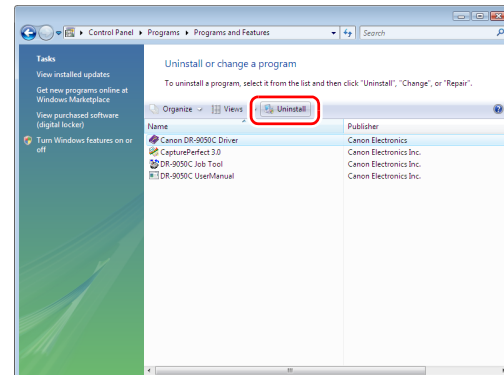 Control Panel ▸ Programs ▸ Programs and Features
Search
Tasks
View installed updates
Get new programs online at
Windows Marketplace
View purchased software
(digital locker)
Turn Windows features on or
off
Uninstall or change a program
To uninstall a program, select it from the list and then click "Uninstall", "Change", or "Repair".
Organize Views Uninstall
Name Publisher
Canon DR-9050C Driver Canon Electronics
CapturePerfect 3.0 Canon Electronics Inc.
DR-9050C Job Tool Canon Electronics Inc.
DR-9050C UserManual Canon Electronics Inc.